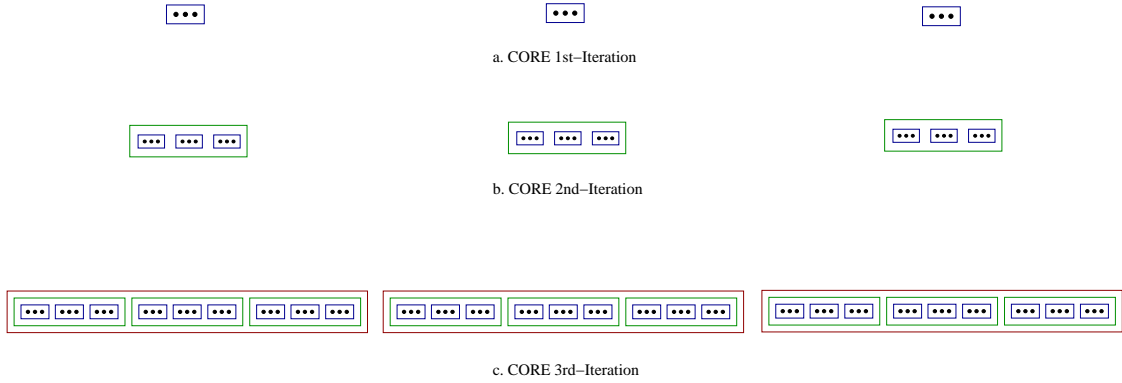 a. CORE 1st−Iteration
b. CORE 2nd−Iteration
c. CORE 3rd−Iteration